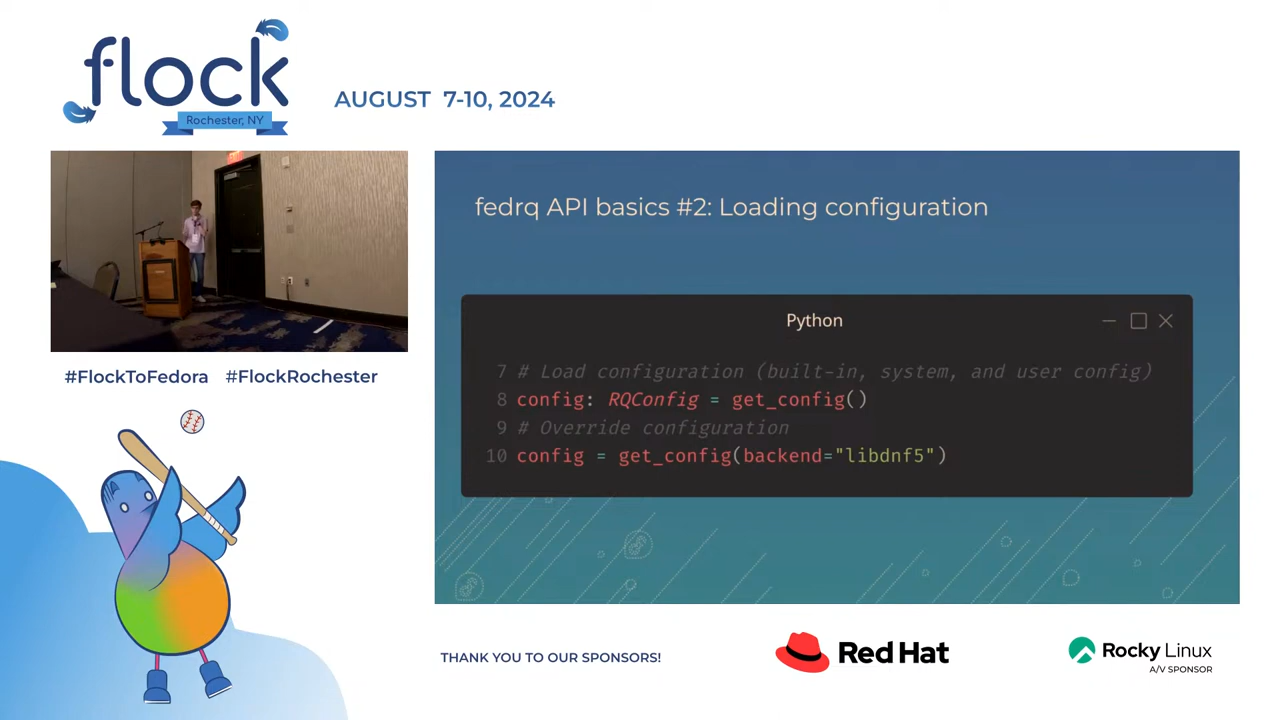 flock
Rochester, NY
AUGUST 7-10, 2024
EXIT
#FlockToFedora #FlockRochester
fedrq API basics #2: Loading configuration
Python
7 # Load configuration (built-in, system, and user config)
8 config: RQConfig = get_config()
9 # Override configuration
10 config = get_config(backend="libdnf5")
THANK YOU TO OUR SPONSORS!
Red Hat
Rocky Linux
A/V SPONSOR